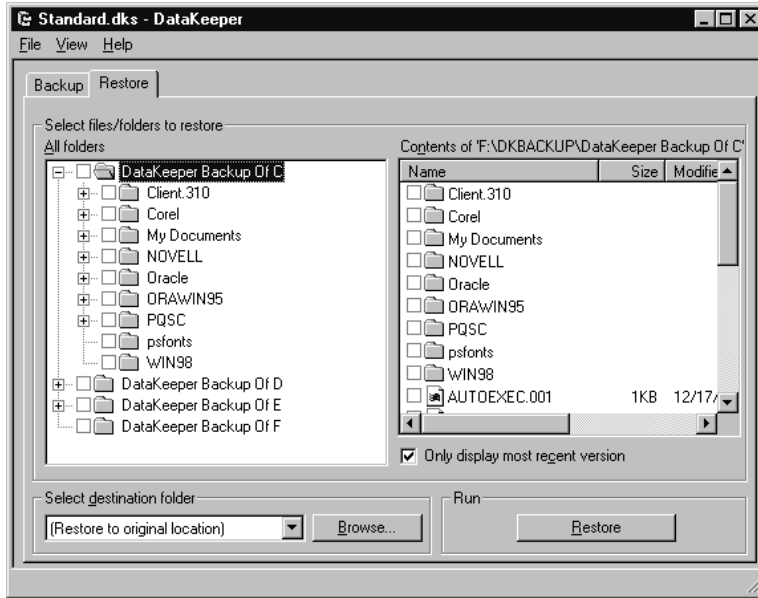 Standard.dks - DataKeeper
File View Help
Backup Restore
Select files/folders to restore
All folders
DataKeeper Backup Of C
Client.310
Corel
My Documents
NOVELL
Oracle
ORAWIN95
PQSC
psfonts
WIN98
DataKeeper Backup Of D
DataKeeper Backup Of E
DataKeeper Backup Of F
Contents of 'F:\DKBACKUP\DataKeeper Backup Of C'
Name Size Modifie
Client.310
Corel
My Documents
NOVELL
Oracle
ORAWIN95
PQSC
psfonts
WIN98
AUTOEXEC.001 1KB 12/17/
Only display most recent version
Select destination folder
(Restore to original location) Browse...
Run
Restore